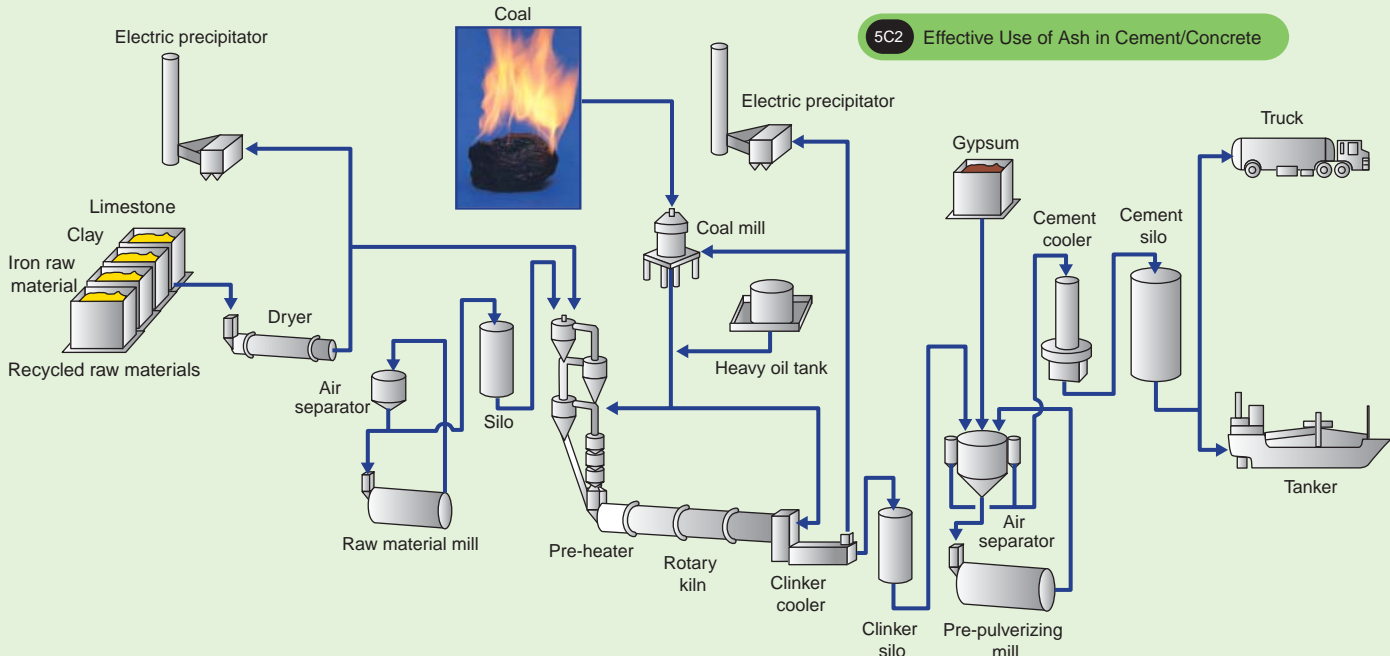 5C2 Effective Use of Ash in Cement/Concrete
Coal
Electric precipitator
Electric precipitator
Truck
Gypsum
Limestone
Clay
Iron raw
material
Recycled raw materials
Dryer
Coal mill
Cement
cooler
Cement
silo
Heavy oil tank
Air
separator
Silo
Raw material mill
Pre-heater
Rotary
kiln
Clinker
cooler
Clinker
silo
Air
separator
Pre-pulverizing
mill
Tanker